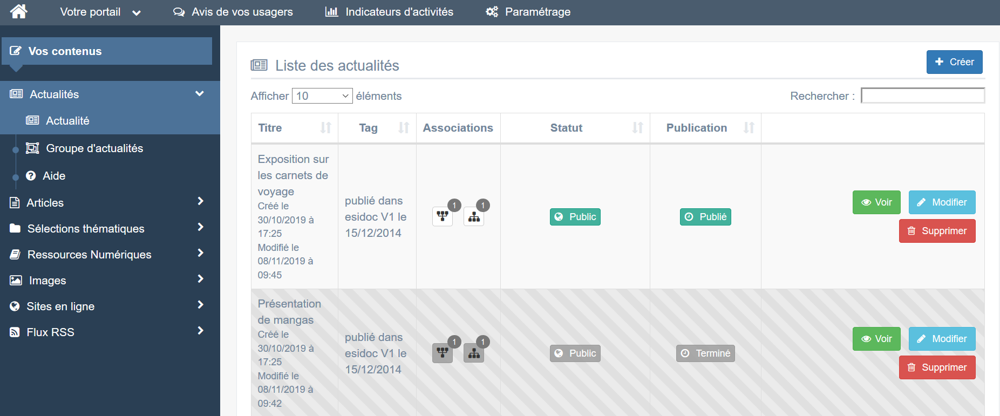 Votre portail
Avis de vos usagers
Indicateurs d'activités
Paramétrage
Vos contenus
Actualités
Actualité
Groupe d'actualités
Aide
Articles
Sélections thématiques
Ressources Numériques
Images
Sites en ligne
Flux RSS
Liste des actualités
Créer
Afficher 10 éléments
Rechercher :
Titre
Tag
Associations
Statut
Publication
Exposition sur
les carnets de
voyage
Créé le
30/10/2019 à
17:25
Modifié le
08/11/2019 à
09:45
publié dans
esidoc V1 le
15/12/2014
1
1
Public
Publié
Voir
Modifier
Supprimer
Présentation
de mangas
Créé le
30/10/2019 à
17:25
Modifié le
08/11/2019 à
09:42
publié dans
esidoc V1 le
15/12/2014
1
1
Public
Terminé
Voir
Modifier
Supprimer